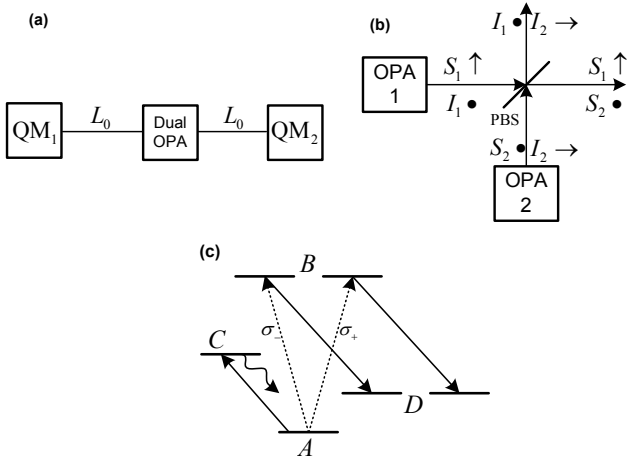 (a)
QM₁
L₀
Dual
OPA
L₀
QM₂
(b)
I₁ • I₂ →
OPA
1
S₁ ↑
I₁ •
PBS
S₁ ↑
S₂ •
S₂ • I₂ →
OPA
2
(c)
B
C
σ₋
σ₊
D
A